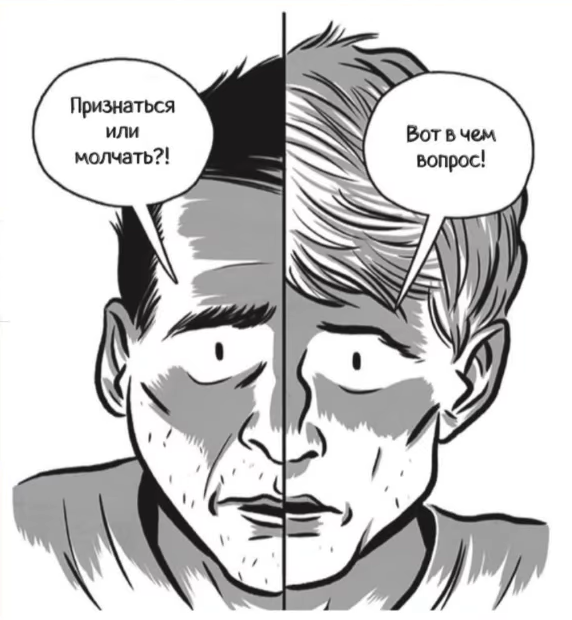 Признаться
или
молчать?!
Вот в чем
вопрос!